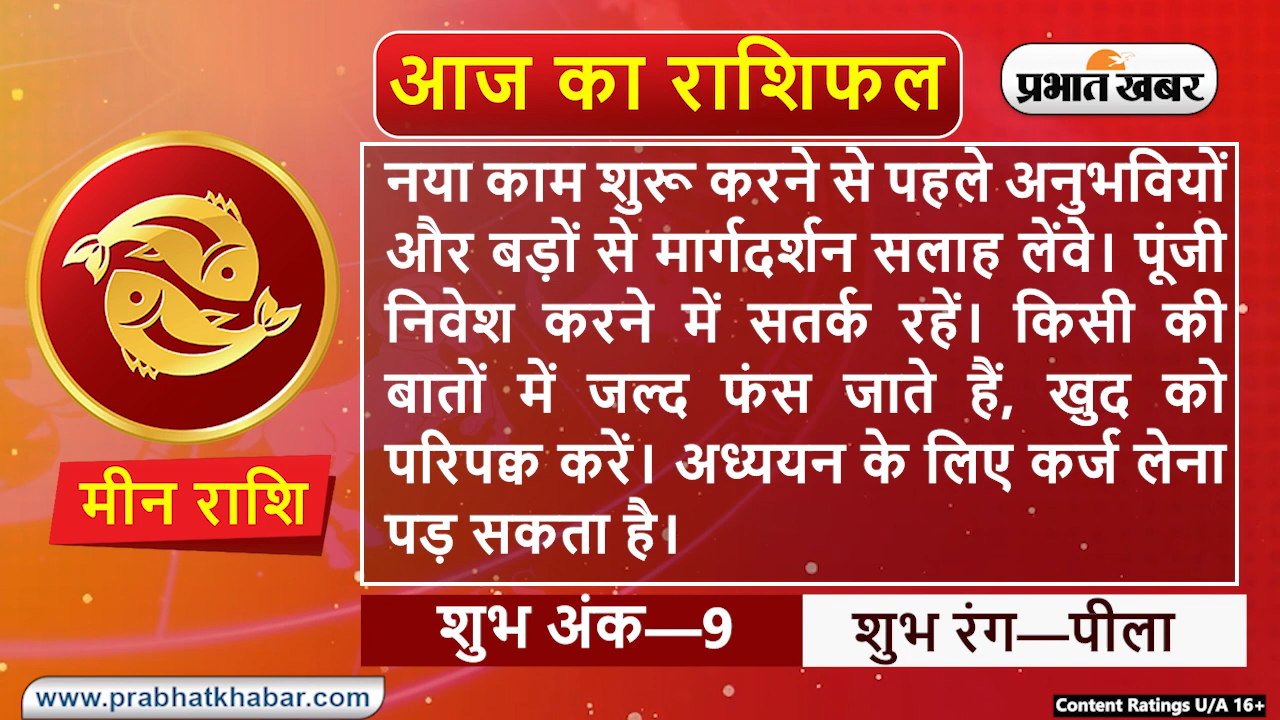 आज का राशिफल
प्रभात खबर
नया काम शुरू करने से पहले अनुभवियों
और बड़ों से मार्गदर्शन सलाह लेंवे। पूंजी
निवेश करने में सतर्क रहें। किसी की
बातों में जल्द फंस जाते हैं, खुद को
परिपक्व करें। अध्ययन के लिए कर्ज लेना
पड़ सकता है।
मीन राशि
शुभ अंक—9
शुभ रंग—पीला
www.prabhatkhabar.com
Content Ratings U/A 16+